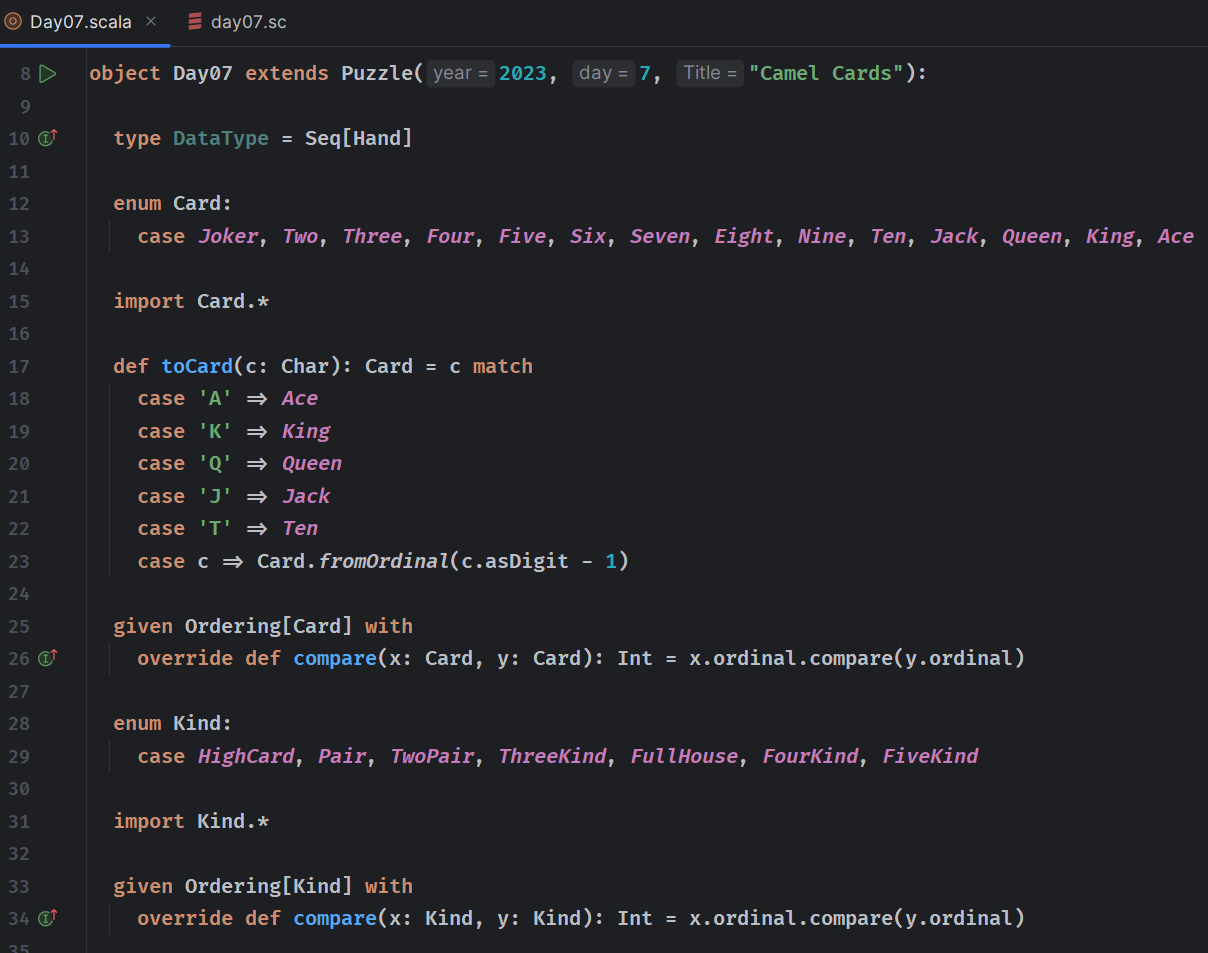 Day07.scala × day07.sc
8 object Day07 extends Puzzle( year = 2023, day = 7, Title = "Camel Cards"):
9
10 type DataType = Seq[Hand]
11
12 enum Card:
13 case Joker, Two, Three, Four, Five, Six, Seven, Eight, Nine, Ten, Jack, Queen, King, Ace
14
15 import Card.*
16
17 def toCard(c: Char): Card = c match
18 case 'A' => Ace
19 case 'K' => King
20 case 'Q' => Queen
21 case 'J' => Jack
22 case 'T' => Ten
23 case c => Card.fromOrdinal(c.asDigit - 1)
24
25 given Ordering[Card] with
26 override def compare(x: Card, y: Card): Int = x.ordinal.compare(y.ordinal)
27
28 enum Kind:
29 case HighCard, Pair, TwoPair, ThreeKind, FullHouse, FourKind, FiveKind
30
31 import Kind.*
32
33 given Ordering[Kind] with
34 override def compare(x: Kind, y: Kind): Int = x.ordinal.compare(y.ordinal)
35